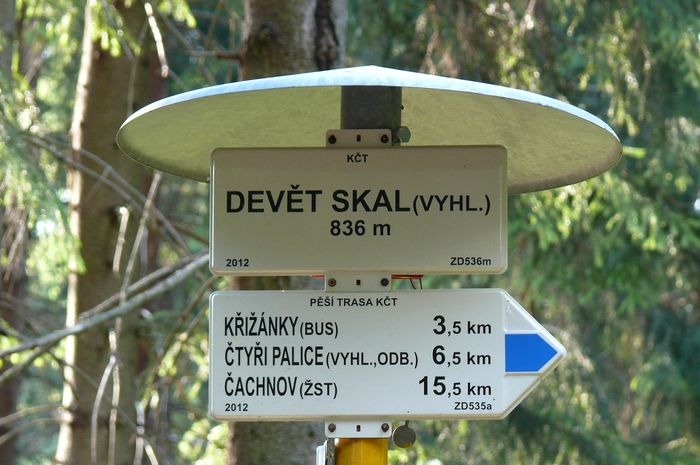 KČT
DEVĚT SKAL (VYHL.)
836 m
2012 ZD536m
PĚŠÍ TRASA KČT
KŘIŽÁNKY (BUS) 3,5 km
ČTYŘI PALICE (VYHL.,ODB.) 6,5 km
ČACHNOV (ŽST) 15,5 km
2012 ZD535a